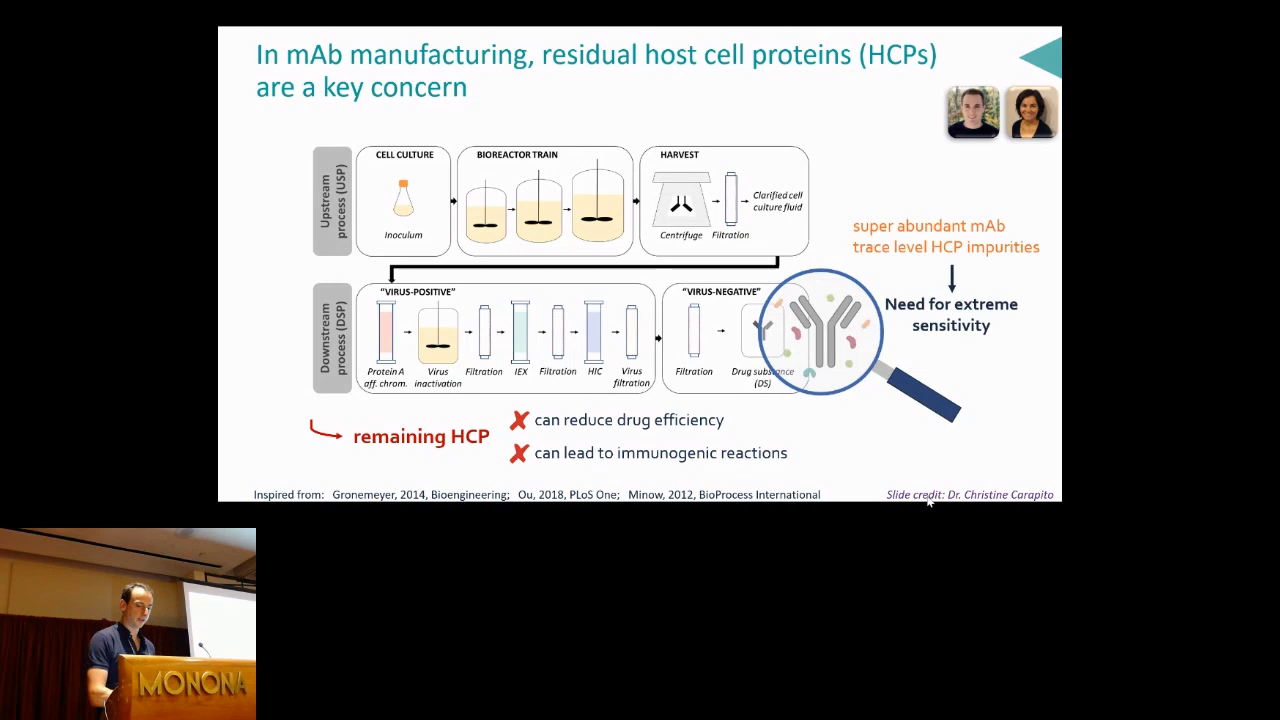 In mAb manufacturing, residual host cell proteins (HCPs)
are a key concern
Upstream
process (USP)
CELL CULTURE
Inoculum
BIOREACTOR TRAIN
HARVEST
Centrifuge
Filtration
Clarified cell
culture fluid
super abundant mAb
trace level HCP impurities
Need for extreme
sensitivity
Downstream
process (DSP)
"VIRUS-POSITIVE"
Protein A
aff. chrom.
Virus
inactivation
Filtration
IEX
Filtration
HIC
Virus
filtration
"VIRUS-NEGATIVE"
Filtration
Drug substance
(DS)
remaining HCP
can reduce drug efficiency
can lead to immunogenic reactions
Inspired from: Gronemeyer, 2014, Bioengineering; Ou, 2018, PLoS One; Minow, 2012, BioProcess International
Slide credit: Dr. Christine Carapito
MONONA